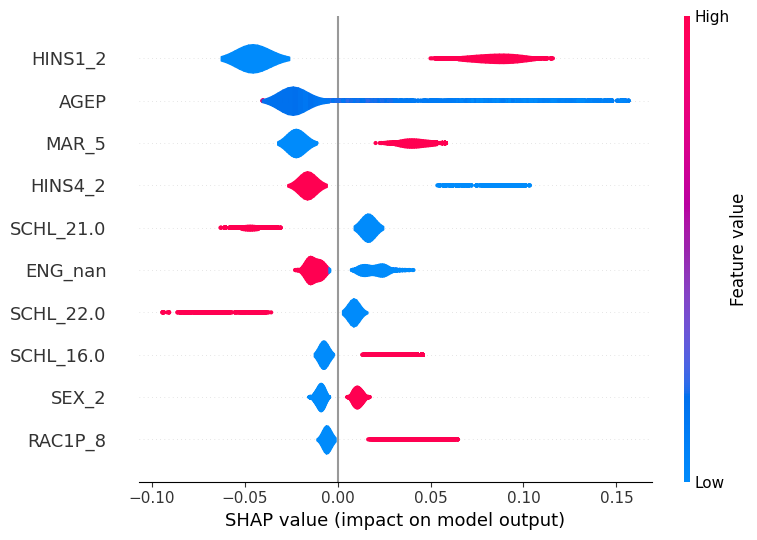 High
HINS1_2
AGEP
MAR_5
HINS4_2
SCHL_21.0
ENG_nan
SCHL_22.0
SCHL_16.0
SEX_2
RAC1P_8
Feature value
Low
−0.10 −0.05 0.00 0.05 0.10 0.15
SHAP value (impact on model output)